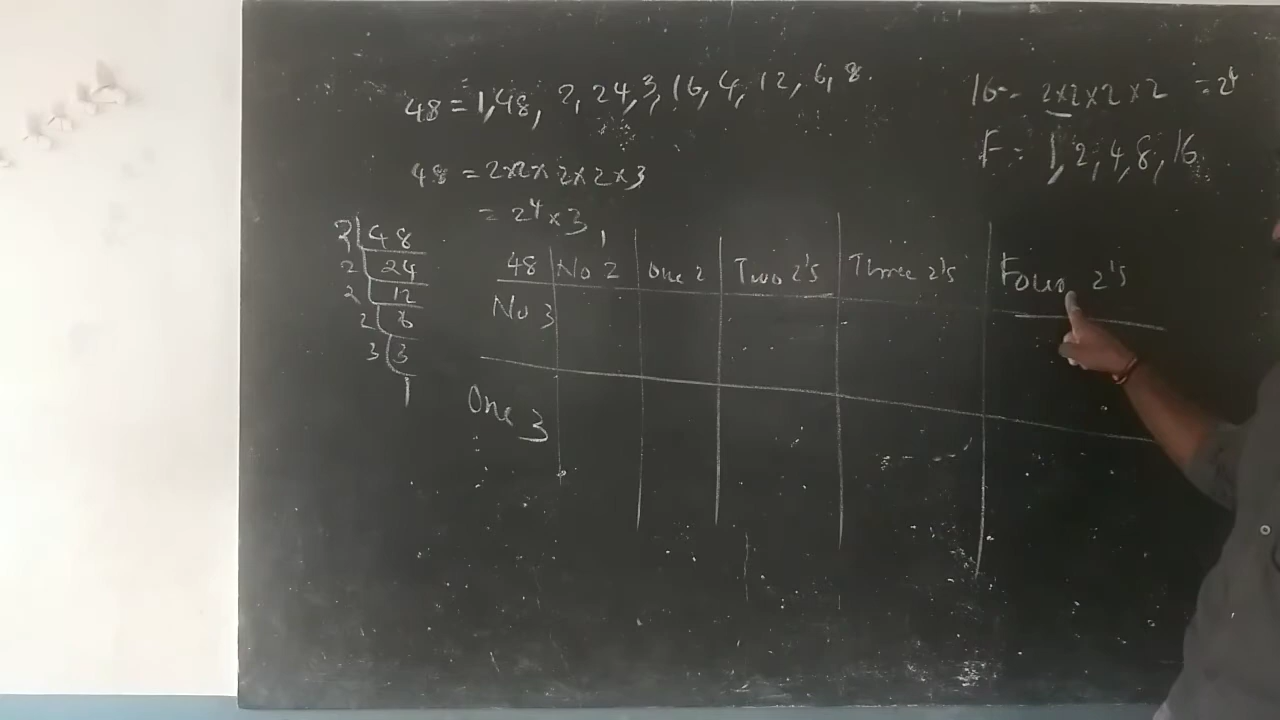 48 = 1, 48, 2, 24, 3, 16, 4, 12, 6, 8.
48 = 2×2× 2×2×3
= 2⁴×3
2 48
2 24
2 12
2 6
3 3
1
16 = 2×2×2×2 = 2⁴
F = 1, 2, 4, 8, 16
48 No 2 One 2 Two 2's Three 2's Four 2's
No 3
One 3